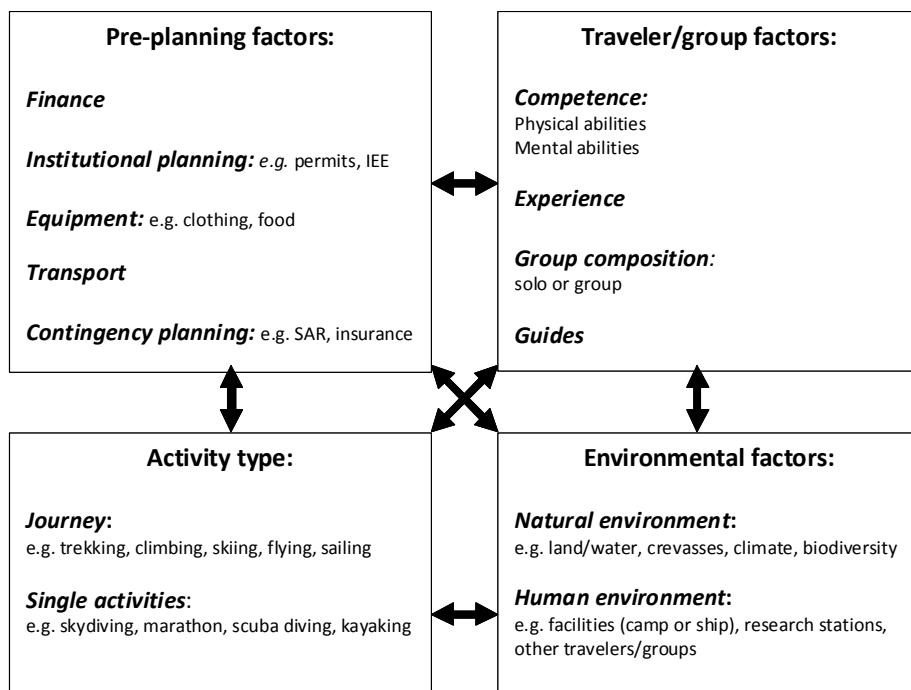 Pre-planning factors:
Finance
Institutional planning: e.g. permits, IEE
Equipment: e.g. clothing, food
Transport
Contingency planning: e.g. SAR, insurance
Traveler/group factors:
Competence:
Physical abilities
Mental abilities
Experience
Group composition:
solo or group
Guides
Activity type:
Journey:
e.g. trekking, climbing, skiing, flying, sailing
Single activities:
e.g. skydiving, marathon, scuba diving, kayaking
Environmental factors:
Natural environment:
e.g. land/water, crevasses, climate, biodiversity
Human environment:
e.g. facilities (camp or ship), research stations,
other travelers/groups